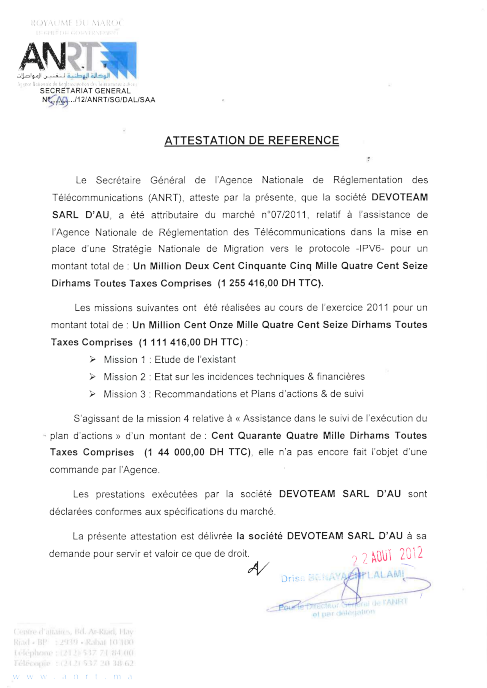 ROYAUME DU MAROC
ANRT
الوكالة الوطنية لتقنين المواصلات
SECRÉTARIAT GENERAL
/12/ANRT/SG/DAL/SAA
ATTESTATION DE REFERENCE
Le Secrétaire Général de l'Agence Nationale de Réglementation des
Télécommunications (ANRT), atteste par la présente, que la société DEVOTEAM
SARL D'AU, a été attributaire du marché n°07/2011, relatif à l'assistance de
l'Agence Nationale de Réglementation des Télécommunications dans la mise en
place d'une Stratégie Nationale de Migration vers le protocole -IPV6- pour un
montant total de : Un Million Deux Cent Cinquante Cinq Mille Quatre Cent Seize
Dirhams Toutes Taxes Comprises (1 255 416,00 DH TTC).
Les missions suivantes ont été réalisées au cours de l'exercice 2011 pour un
montant total de : Un Million Cent Onze Mille Quatre Cent Seize Dirhams Toutes
Taxes Comprises (1 111 416,00 DH TTC) :
➤ Mission 1 : Etude de l'existant
➤ Mission 2 : Etat sur les incidences techniques & financières
➤ Mission 3 : Recommandations et Plans d'actions & de suivi
S'agissant de la mission 4 relative à « Assistance dans le suivi de l'exécution du
plan d'actions » d'un montant de : Cent Quarante Quatre Mille Dirhams Toutes
Taxes Comprises (1 44 000,00 DH TTC), elle n'a pas encore fait l'objet d'une
commande par l'Agence.
Les prestations exécutées par la société DEVOTEAM SARL D'AU sont
déclarées conformes aux spécifications du marché.
La présente attestation est délivrée la société DEVOTEAM SARL D'AU à sa
demande pour servir et valoir ce que de droit.
22 AOUT 2012
LALAMI
Pour le Directeur Général de l'ANRT
et par délégation
Centre d'affaires, Bd. Ar-Riad, Hay
Riad - BP : 2939 - Rabat 10100
Téléphone : (212) 537 71 84 00
Télécopie : (212) 537 20 38 62
www.anrt.ma